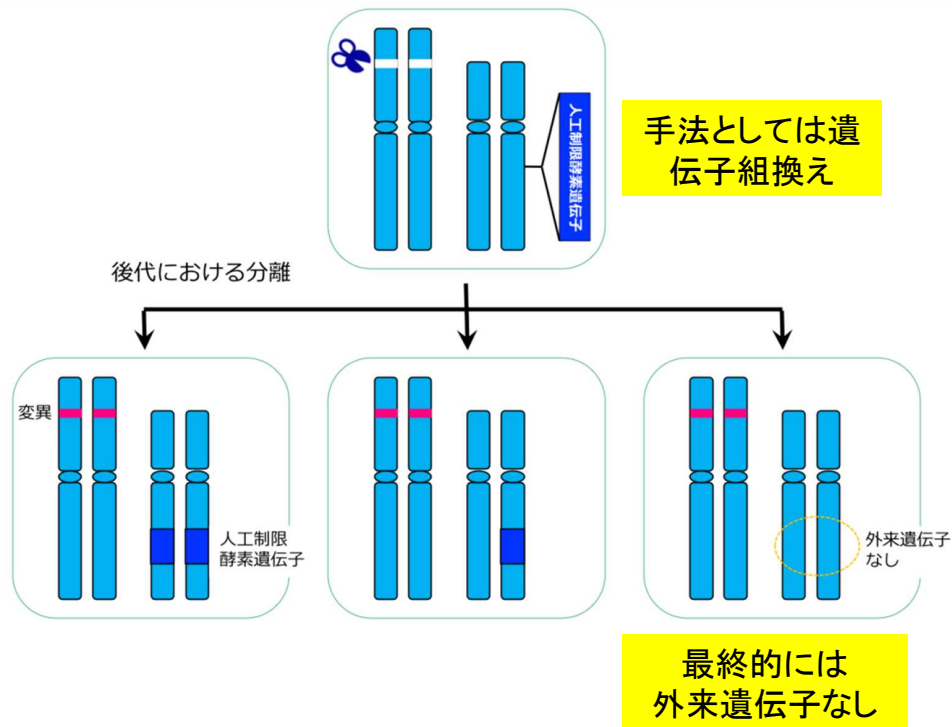 人工制限酵素遺伝子
手法としては遺
伝子組換え
後代における分離
変異
人工制限
酵素遺伝子
外来遺伝子
なし
最終的には
外来遺伝子なし